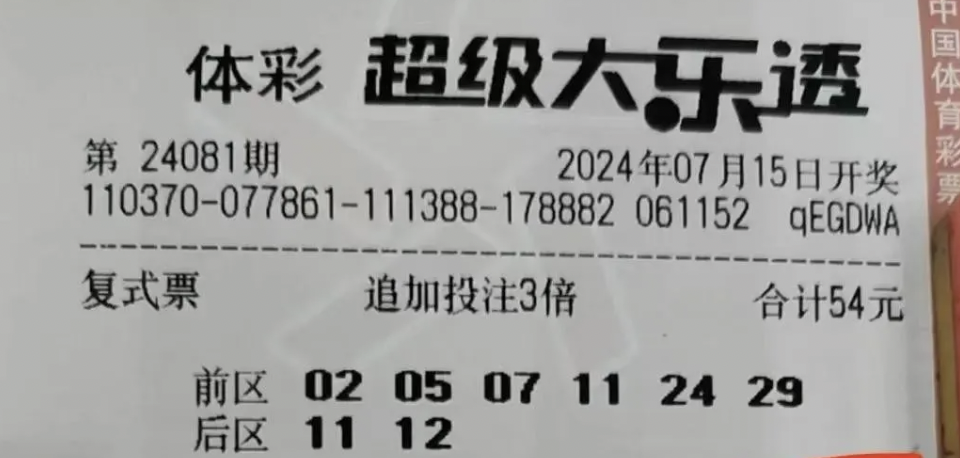 体彩 超级大乐透
第 24081期 2024年07月15日开奖
110370-077861-111388-178882 061152 qEGDWA
复式票 追加投注3倍 合计54元
前区 02 05 07 11 24 29
后区 11 12
中国体育彩票